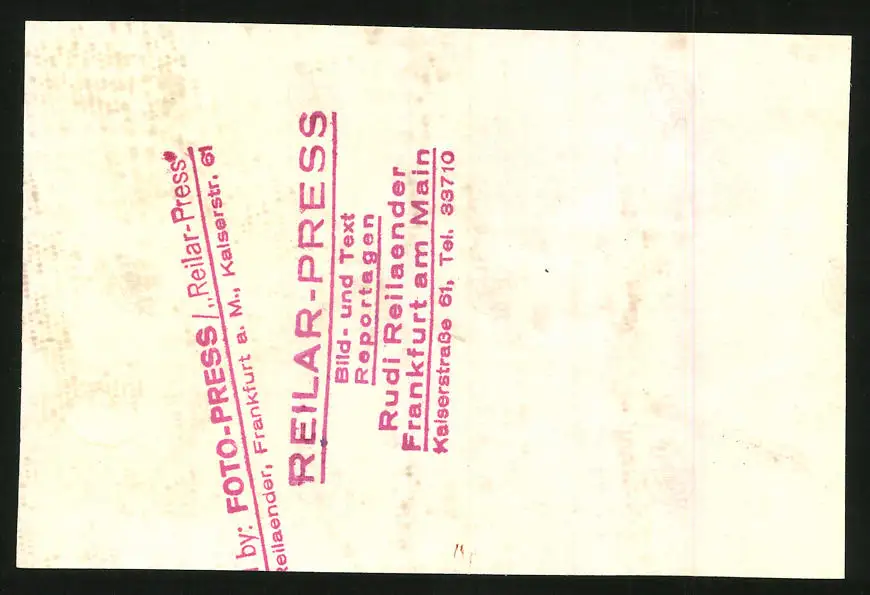 by: FOTO-PRESS / „Reilar-Press"
Reilaender, Frankfurt a. M., Kaiserstr. 61
REILAR-PRESS
Bild- und Text
Reportagen
Rudi Reilaender
Frankfurt am Main
Kaiserstraße 61, Tel. 33710